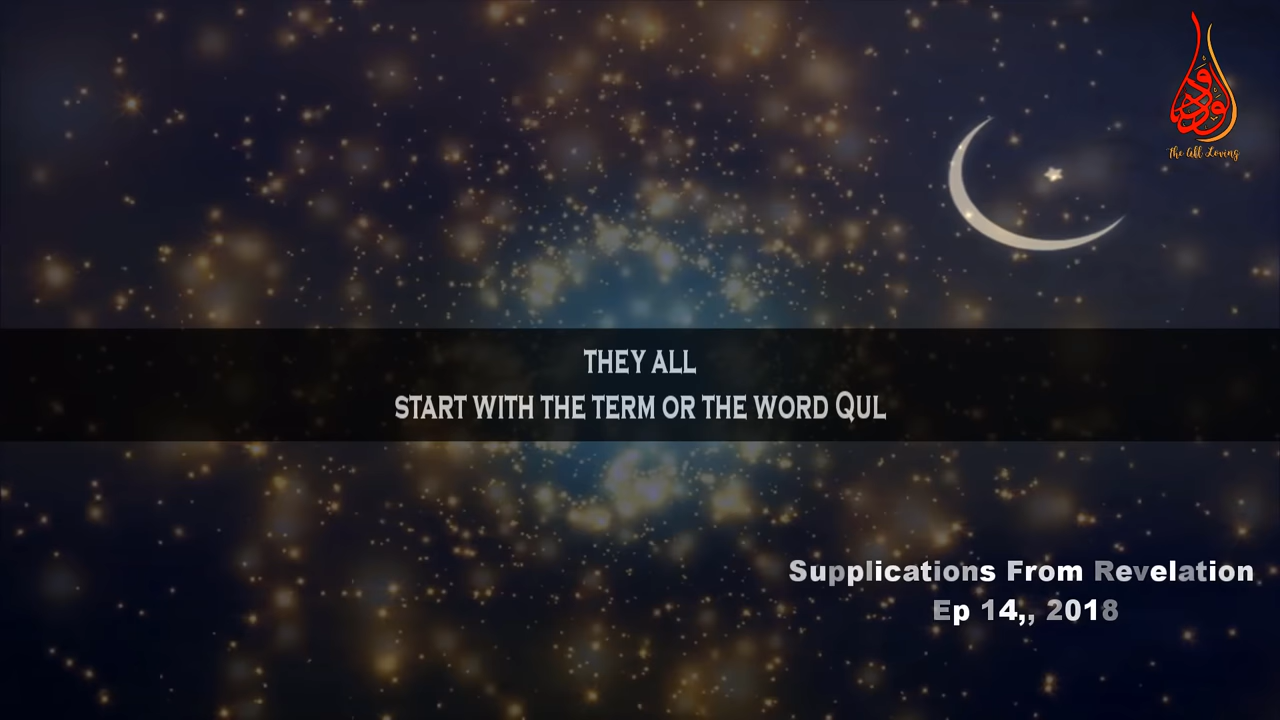 الودود
The All Loving
THEY ALL
START WITH THE TERM OR THE WORD QUL
Supplications From Revelation
Ep 14,, 2018